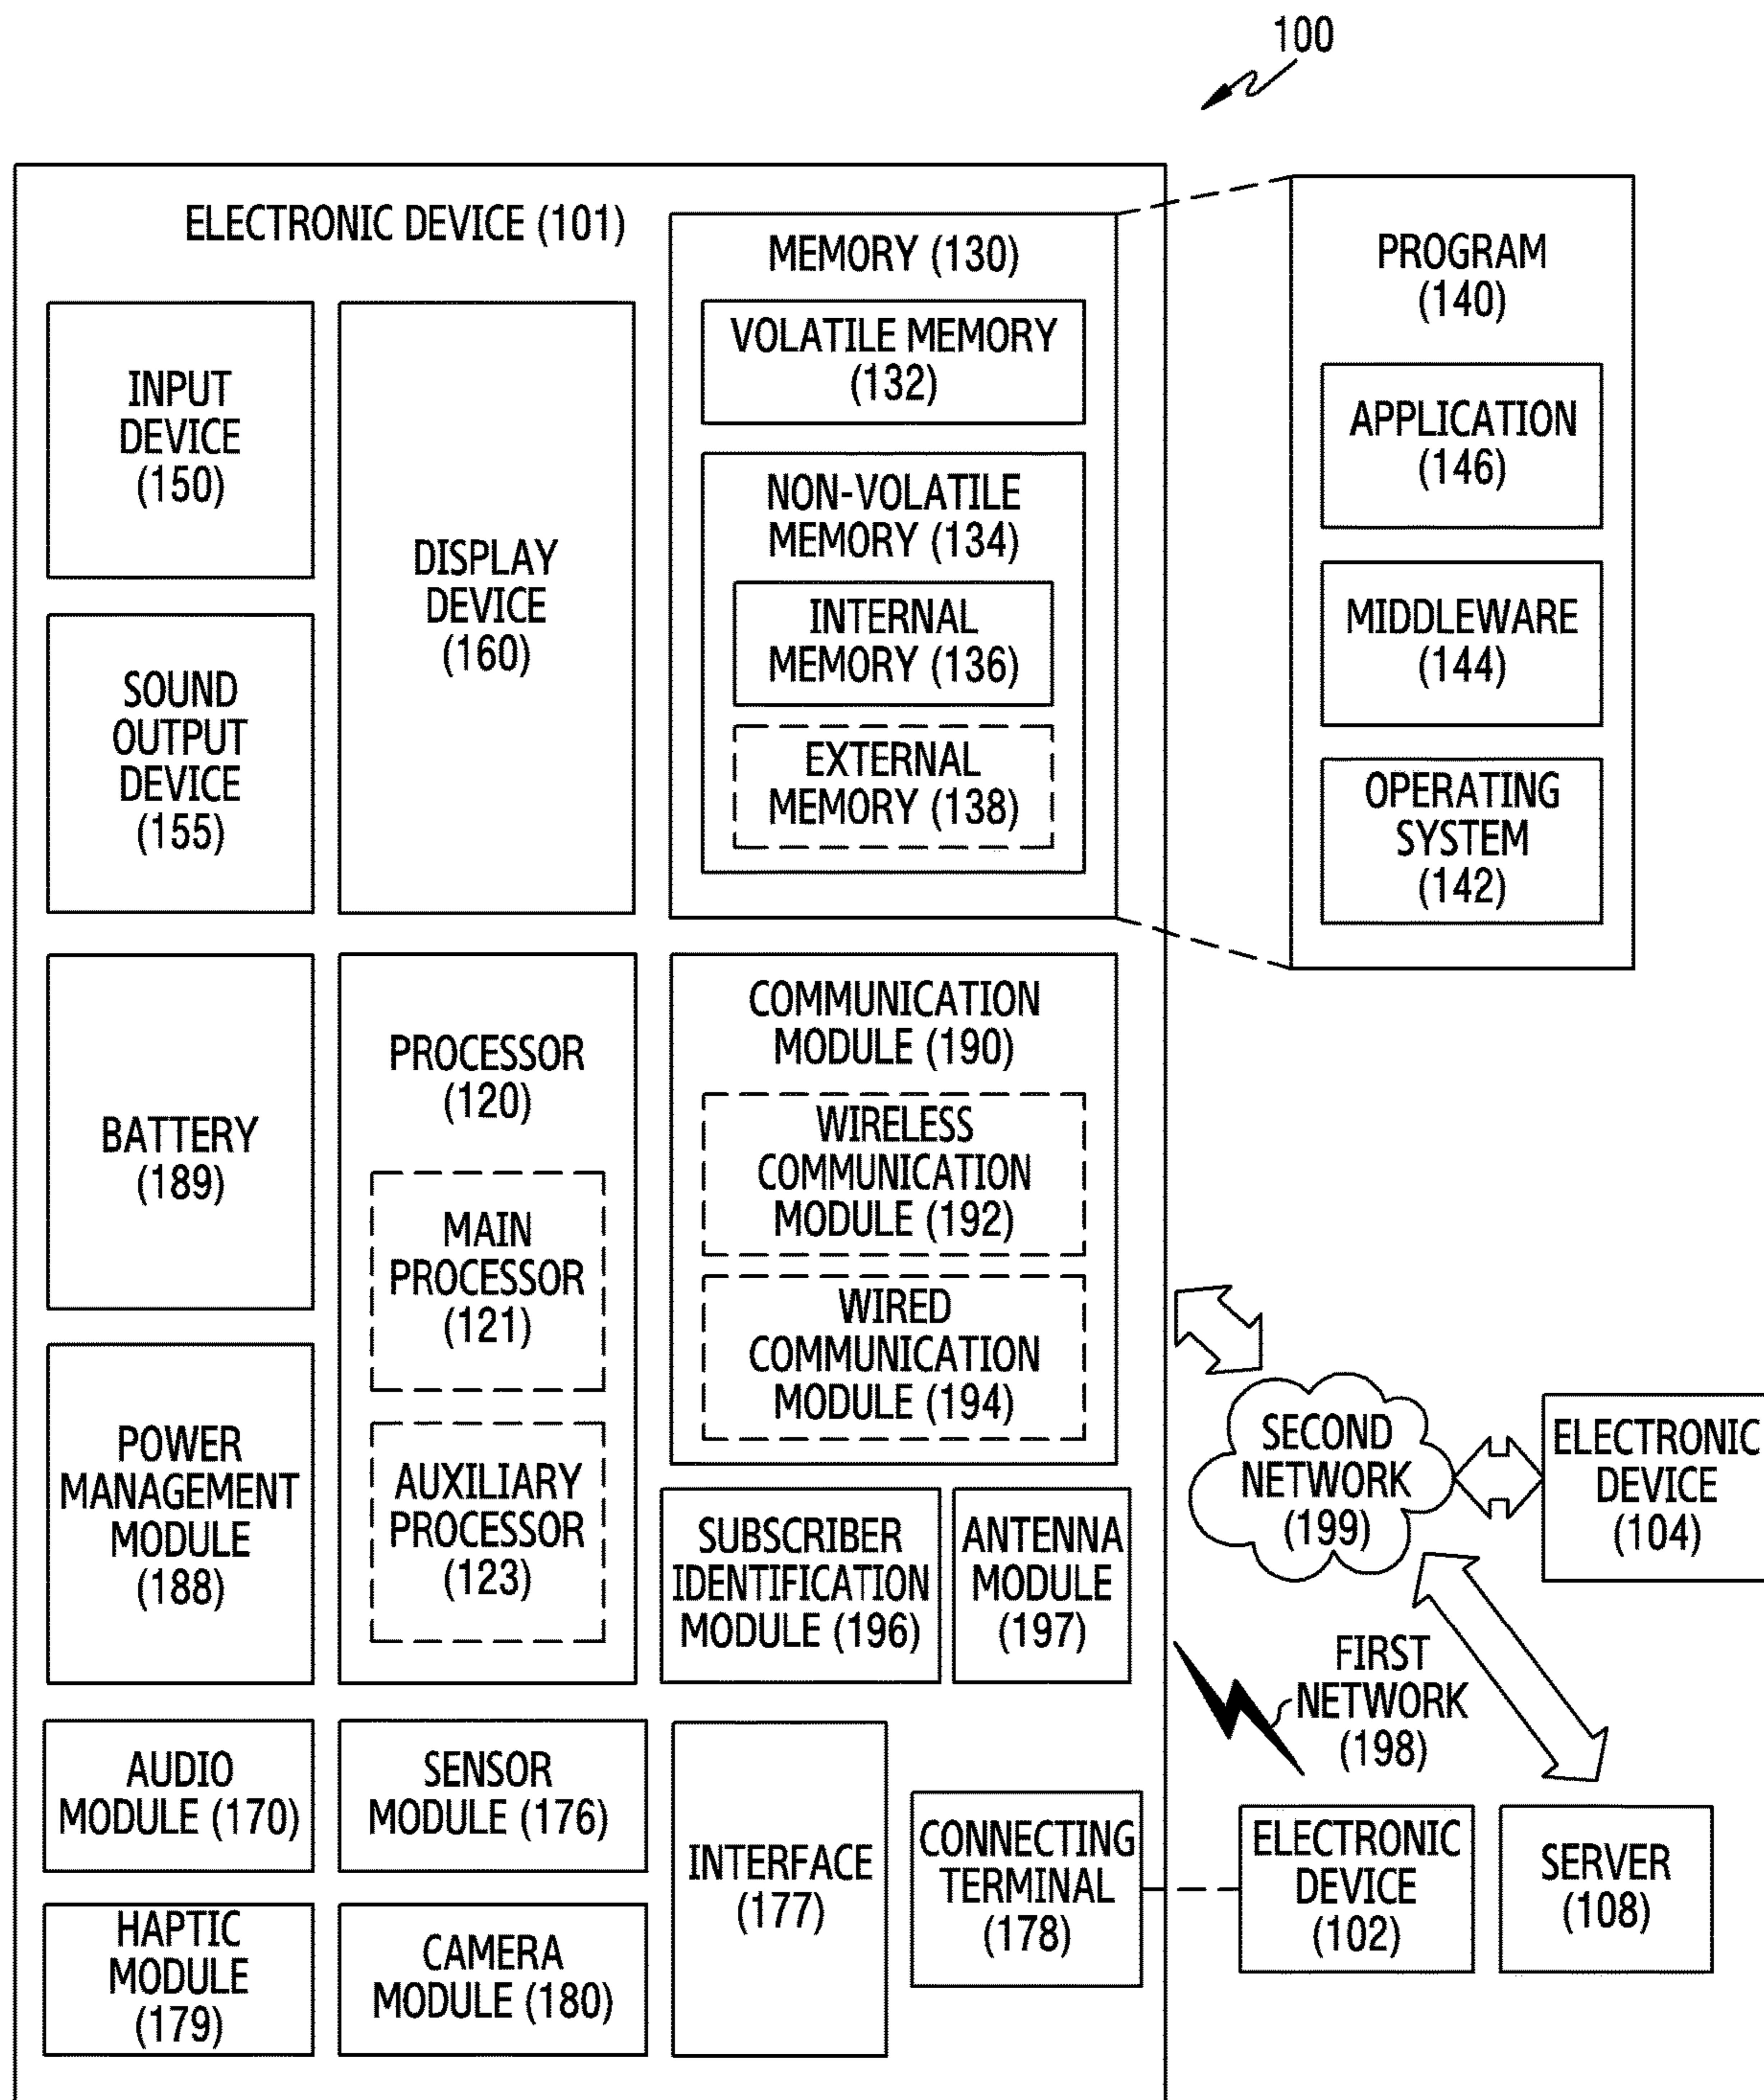 100
ELECTRONIC DEVICE (101)
INPUT
DEVICE
(150)
SOUND
OUTPUT
DEVICE
(155)
DISPLAY
DEVICE
(160)
MEMORY (130)
VOLATILE MEMORY
(132)
NON-VOLATILE
MEMORY (134)
INTERNAL
MEMORY (136)
EXTERNAL
MEMORY (138)
PROGRAM
(140)
APPLICATION
(146)
MIDDLEWARE
(144)
OPERATING
SYSTEM
(142)
BATTERY
(189)
POWER
MANAGEMENT
MODULE
(188)
PROCESSOR
(120)
MAIN
PROCESSOR
(121)
AUXILIARY
PROCESSOR
(123)
COMMUNICATION
MODULE (190)
WIRELESS
COMMUNICATION
MODULE (192)
WIRED
COMMUNICATION
MODULE (194)
SUBSCRIBER
IDENTIFICATION
MODULE (196)
ANTENNA
MODULE
(197)
SECOND
NETWORK
(199)
ELECTRONIC
DEVICE
(104)
FIRST
NETWORK
(198)
AUDIO
MODULE (170)
SENSOR
MODULE (176)
HAPTIC
MODULE
(179)
CAMERA
MODULE (180)
INTERFACE
(177)
CONNECTING
TERMINAL
(178)
ELECTRONIC
DEVICE
(102)
SERVER
(108)